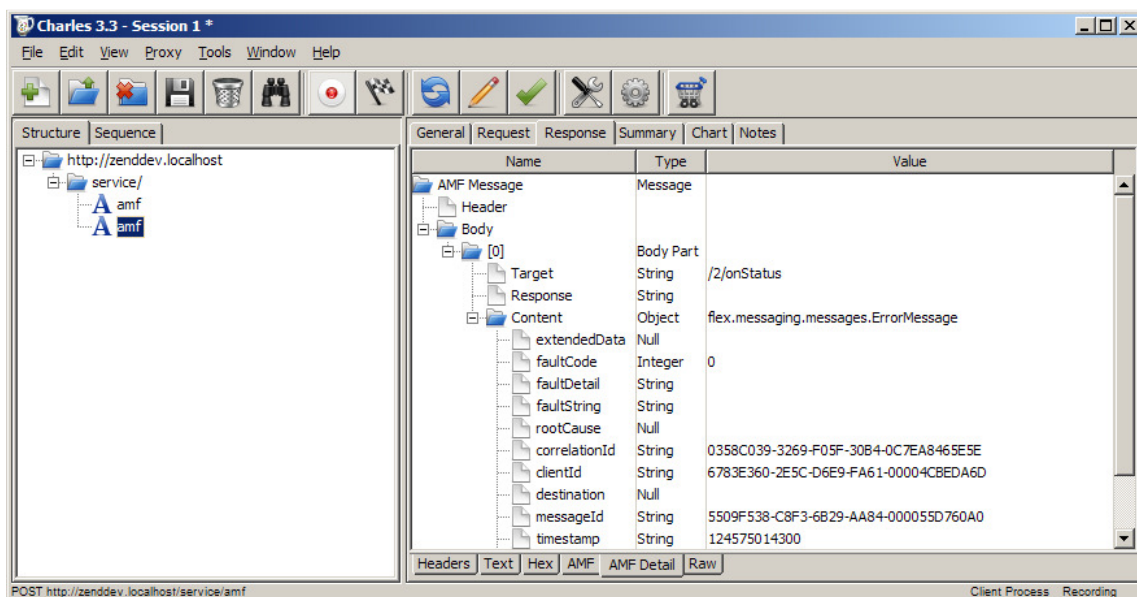 Charles 3.3 - Session 1 *
File Edit View Proxy Tools Window Help
Structure Sequence
General Request Response Summary Chart Notes
http://zenddev.localhost
service/
amf
amf
Name Type Value
AMF Message Message
Header
Body
[0] Body Part
Target String /2/onStatus
Response String
Content Object flex.messaging.messages.ErrorMessage
extendedData Null
faultCode Integer 0
faultDetail String
faultString String
rootCause Null
correlationId String 0358C039-3269-F05F-30B4-0C7EA8465E5E
clientId String 6783E360-2E5C-D6E9-FA61-00004CBEDA6D
destination Null
messageId String 5509F538-C8F3-6B29-AA84-000055D760A0
timestamp String 124575014300
Headers Text Hex AMF AMF Detail Raw
POST http://zenddev.localhost/service/amf Client Process Recording